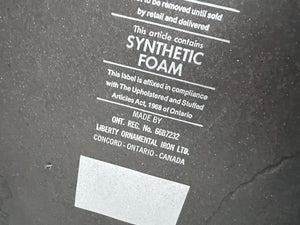 to be removed until sold
by retail and delivered
This article contains
SYNTHETIC
FOAM
This label is affixed in compliance
with The Upholstered and Stuffed
Articles Act, 1968 of Ontario
MADE BY
ONT. REG. No. 66B7232
LIBERTY ORNAMENTAL IRON LTD.
CONCORD - ONTARIO - CANADA